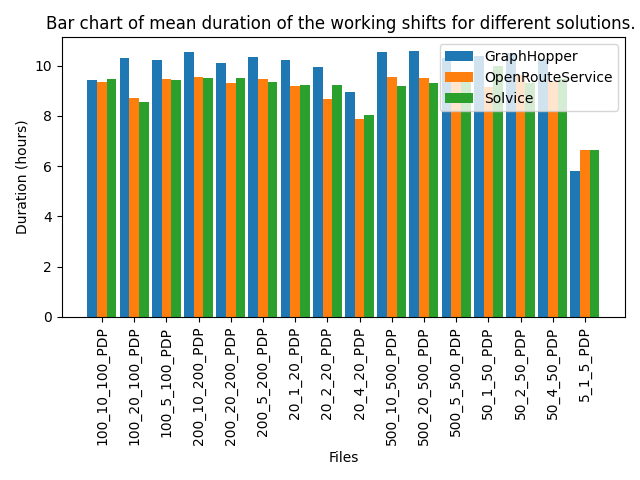 Bar chart of mean duration of the working shifts for different solutions.
GraphHopper
OpenRouteService
Solvice
Duration (hours)
10
8
6
4
2
0
100_10_100_PDP
100_20_100_PDP
100_5_100_PDP
200_10_200_PDP
200_20_200_PDP
200_5_200_PDP
20_1_20_PDP
20_2_20_PDP
20_4_20_PDP
500_10_500_PDP
500_20_500_PDP
500_5_500_PDP
50_1_50_PDP
50_2_50_PDP
50_4_50_PDP
5_1_5_PDP
Files